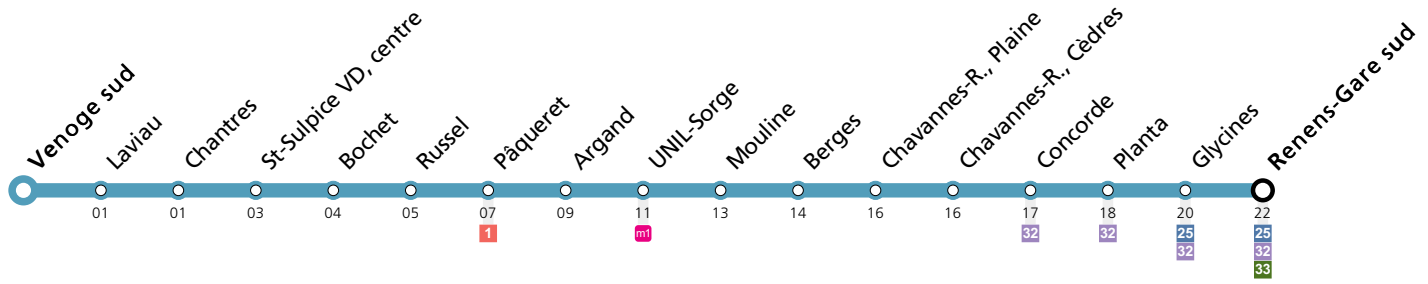 Venoge sud
Laviau
Chantres
St-Sulpice VD, centre
Bochet
Russel
Pâqueret
Argand
UNIL-Sorge
Mouline
Berges
Chavannes-R., Plaine
Chavannes-R., Cèdres
Concorde
Planta
Glycines
Renens-Gare sud
01 01 03 04 05 07 09 11 13 14 16 16 17 18 20 22
1 m1 32 32 25 25
32 32
33